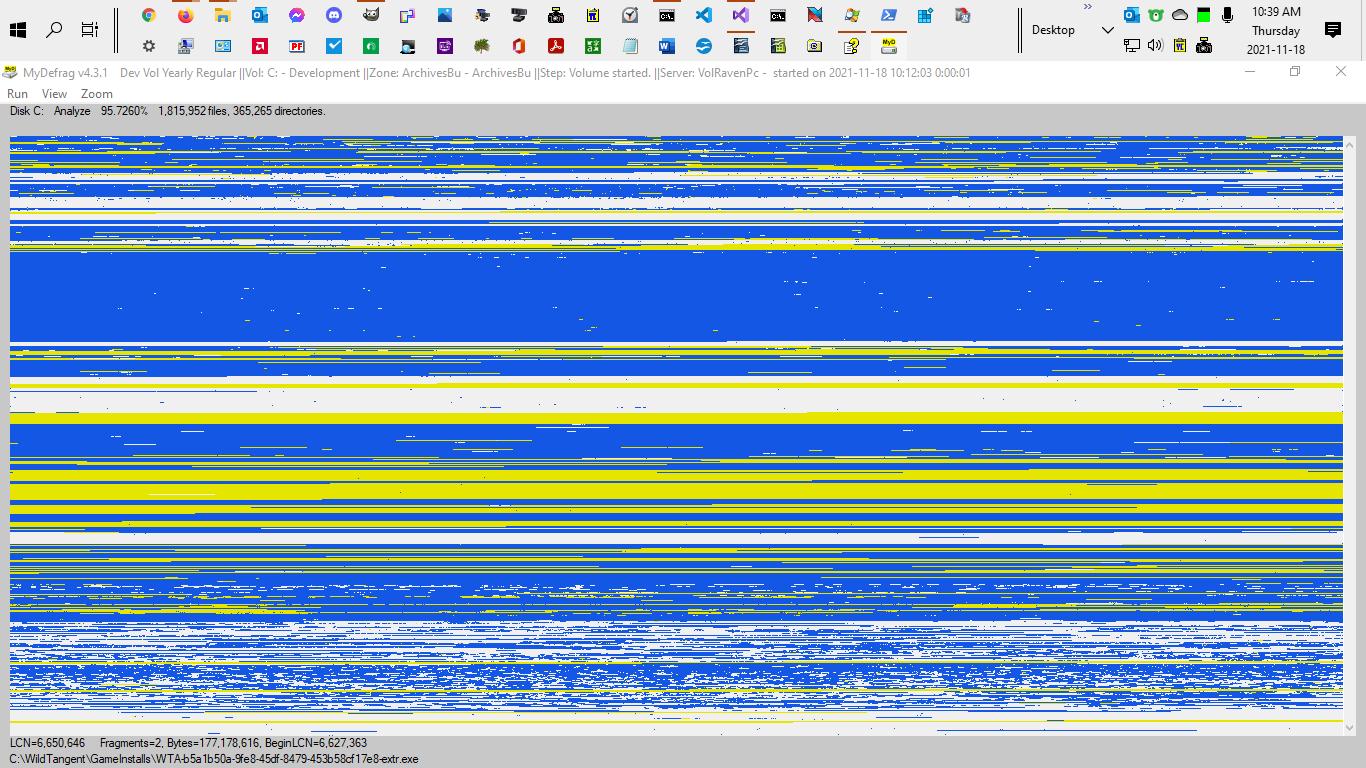 10:39 AM
Desktop
Thursday
2021-11-18
MyDefrag v4.3.1 Dev Vol Yearly Regular ||Vol: C: - Development ||Zone: ArchivesBu - ArchivesBu ||Step: Volume started. ||Server: VolRavenPc - started on 2021-11-18 10:12:03 0:00:01
Run View Zoom
Disk C: Analyze 95.7260% 1,815,952 files, 365,265 directories.
LCN=6,650,646 Fragments=2, Bytes=177,178,616, BeginLCN=6,627,363
C:\WildTangent\GameInstalls\WTA-b5a1b50a-9fe8-45df-8479-453b58cf17e8-extr.exe